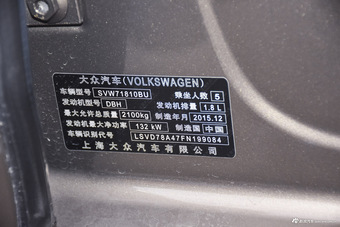 大众汽车(VOLKSWAGEN)
车辆型号 SVW71810BU 乘坐人数 5
发动机型号 DBH 发动机排量 1.8 L
最大允许总质量 2100kg 制造年月 2015.12
发动机最大净功率 132 kW 制造国 中国
车辆识别代号 LSVD78A47FN199084
上海大众汽车有限公司